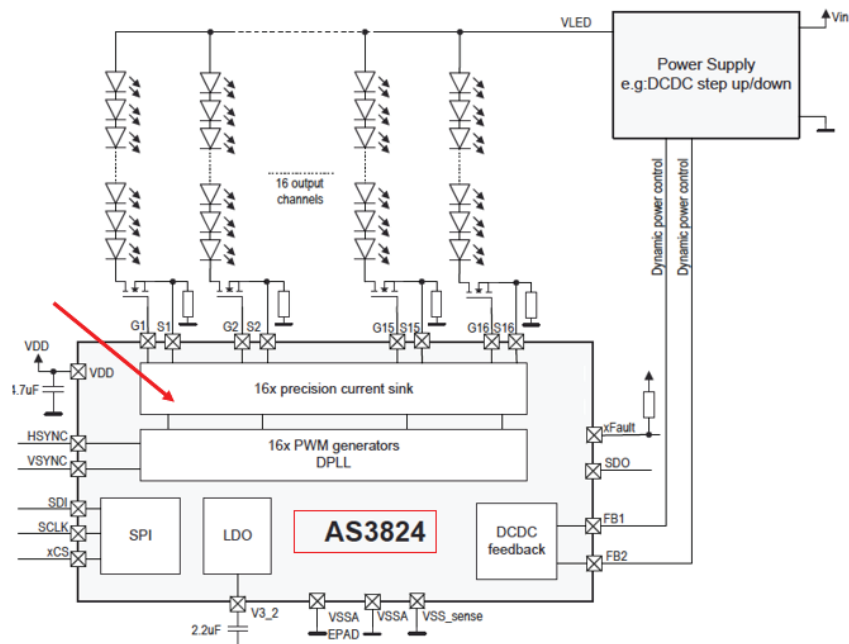 VLED
Vin
Power Supply
e.g:DCDC step up/down
16 output
channels
Dynamic power control
Dynamic power control
G1
S1
G2
S2
G15
S15
G16
S16
VDD
VDD
4.7uF
16x precision current sink
HSYNC
VSYNC
16x PWM generators
DPLL
xFault
SDO
SDI
SCLK
xCS
SPI
LDO
AS3824
DCDC
feedback
FB1
FB2
V3_2
2.2uF
VSSA
EPAD
VSSA
VSS_sense